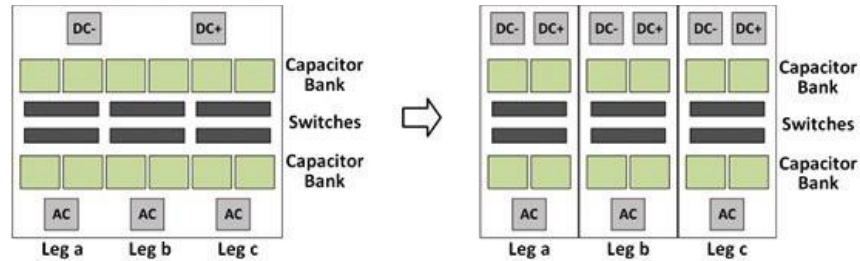 DC- DC+
Capacitor
Bank
Switches
Capacitor
Bank
AC AC AC
Leg a Leg b Leg c
DC- DC+ DC- DC+ DC- DC+
Capacitor
Bank
Switches
Capacitor
Bank
AC AC AC
Leg a Leg b Leg c